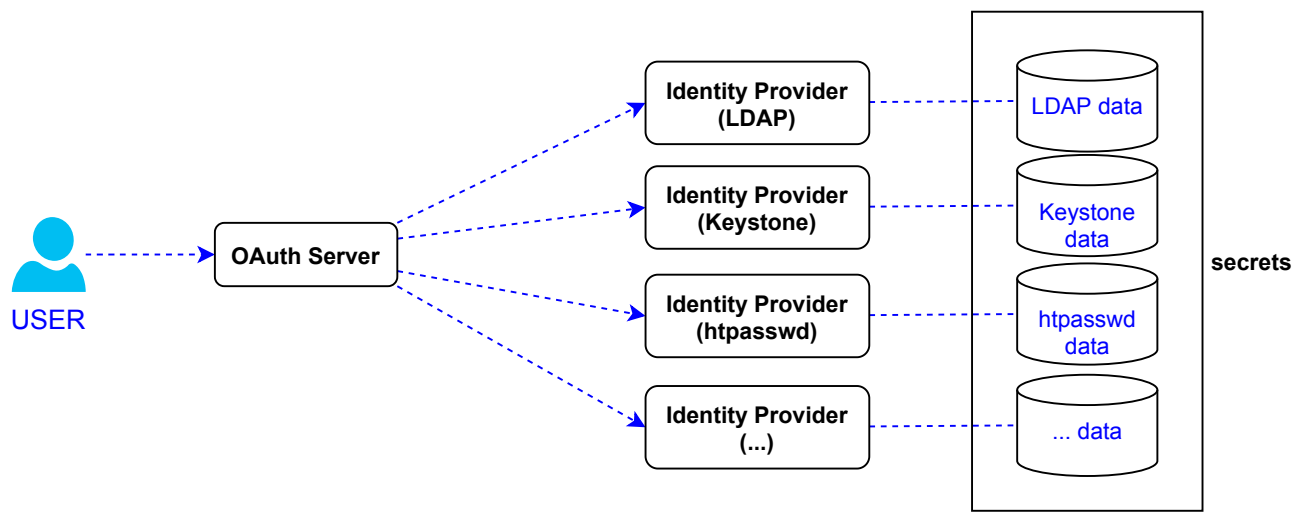 USER
OAuth Server
Identity Provider
(LDAP)
Identity Provider
(Keystone)
Identity Provider
(htpasswd)
Identity Provider
(...)
LDAP data
Keystone
data
htpasswd
data
... data
secrets